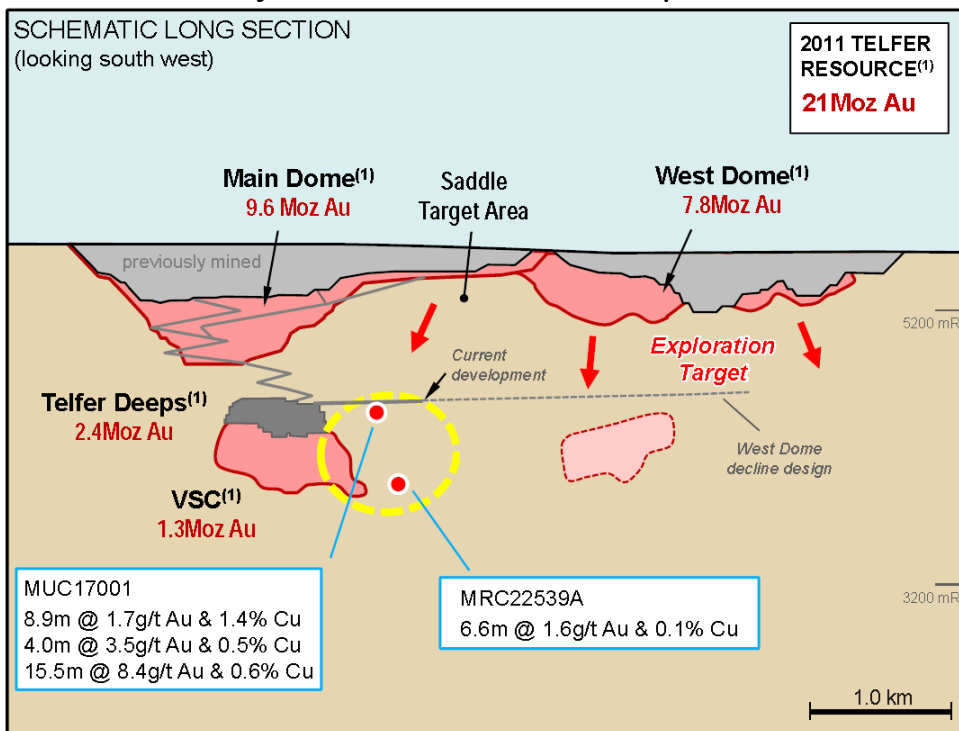 SCHEMATIC LONG SECTION
(looking south west)
2011 TELFER
RESOURCE(1)
21Moz Au
Main Dome(1)
9.6 Moz Au
Saddle
Target Area
West Dome(1)
7.8Moz Au
previously mined
5200 mR
Exploration
Target
Current
development
Telfer Deeps(1)
2.4Moz Au
West Dome
decline design
VSC(1)
1.3Moz Au
MUC17001
8.9m @ 1.7g/t Au & 1.4% Cu
4.0m @ 3.5g/t Au & 0.5% Cu
15.5m @ 8.4g/t Au & 0.6% Cu
MRC22539A
6.6m @ 1.6g/t Au & 0.1% Cu
3200 mR
1.0 km